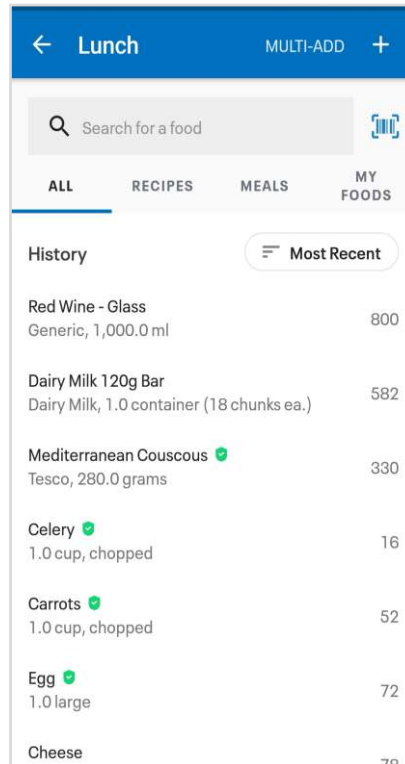 Lunch MULTI-ADD +
Search for a food
ALL RECIPES MEALS MY FOODS
History Most Recent
Red Wine - Glass
Generic, 1,000.0 ml 800
Dairy Milk 120g Bar
Dairy Milk, 1.0 container (18 chunks ea.) 582
Mediterranean Couscous
Tesco, 280.0 grams 330
Celery
1.0 cup, chopped 16
Carrots
1.0 cup, chopped 52
Egg
1.0 large 72
Cheese
78